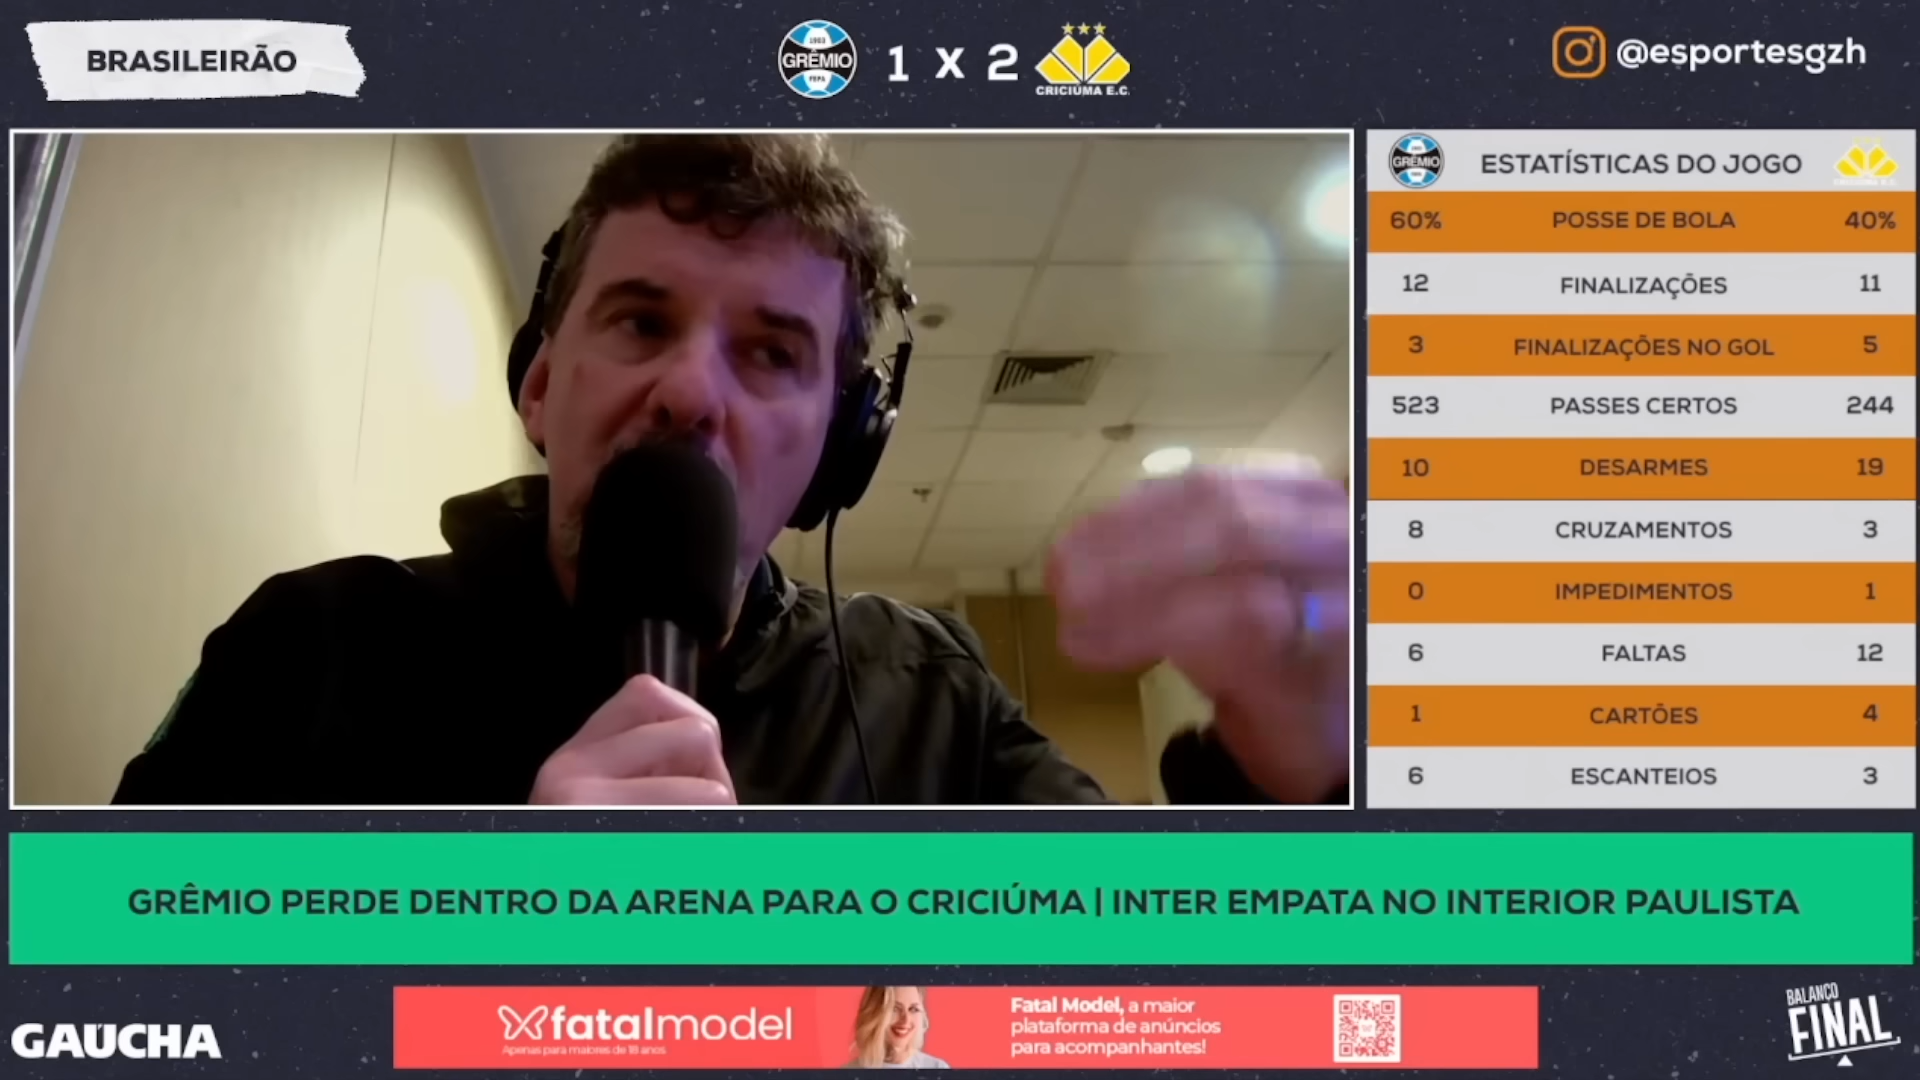 BRASILEIRÃO
1903
GRÊMIO
FBPA
1 X 2
CRICIÚMA E.C.
@esportesgzh
GRÊMIO
ESTATÍSTICAS DO JOGO
60% POSSE DE BOLA 40%
12 FINALIZAÇÕES 11
3 FINALIZAÇÕES NO GOL 5
523 PASSES CERTOS 244
10 DESARMES 19
8 CRUZAMENTOS 3
0 IMPEDIMENTOS 1
6 FALTAS 12
1 CARTÕES 4
6 ESCANTEIOS 3
GRÊMIO PERDE DENTRO DA ARENA PARA O CRICIÚMA | INTER EMPATA NO INTERIOR PAULISTA
GAÚCHA
fatalmodel
Apenas para maiores de 18 anos
Fatal Model, a maior
plataforma de anúncios
para acompanhantes!
BALANÇO
FINAL